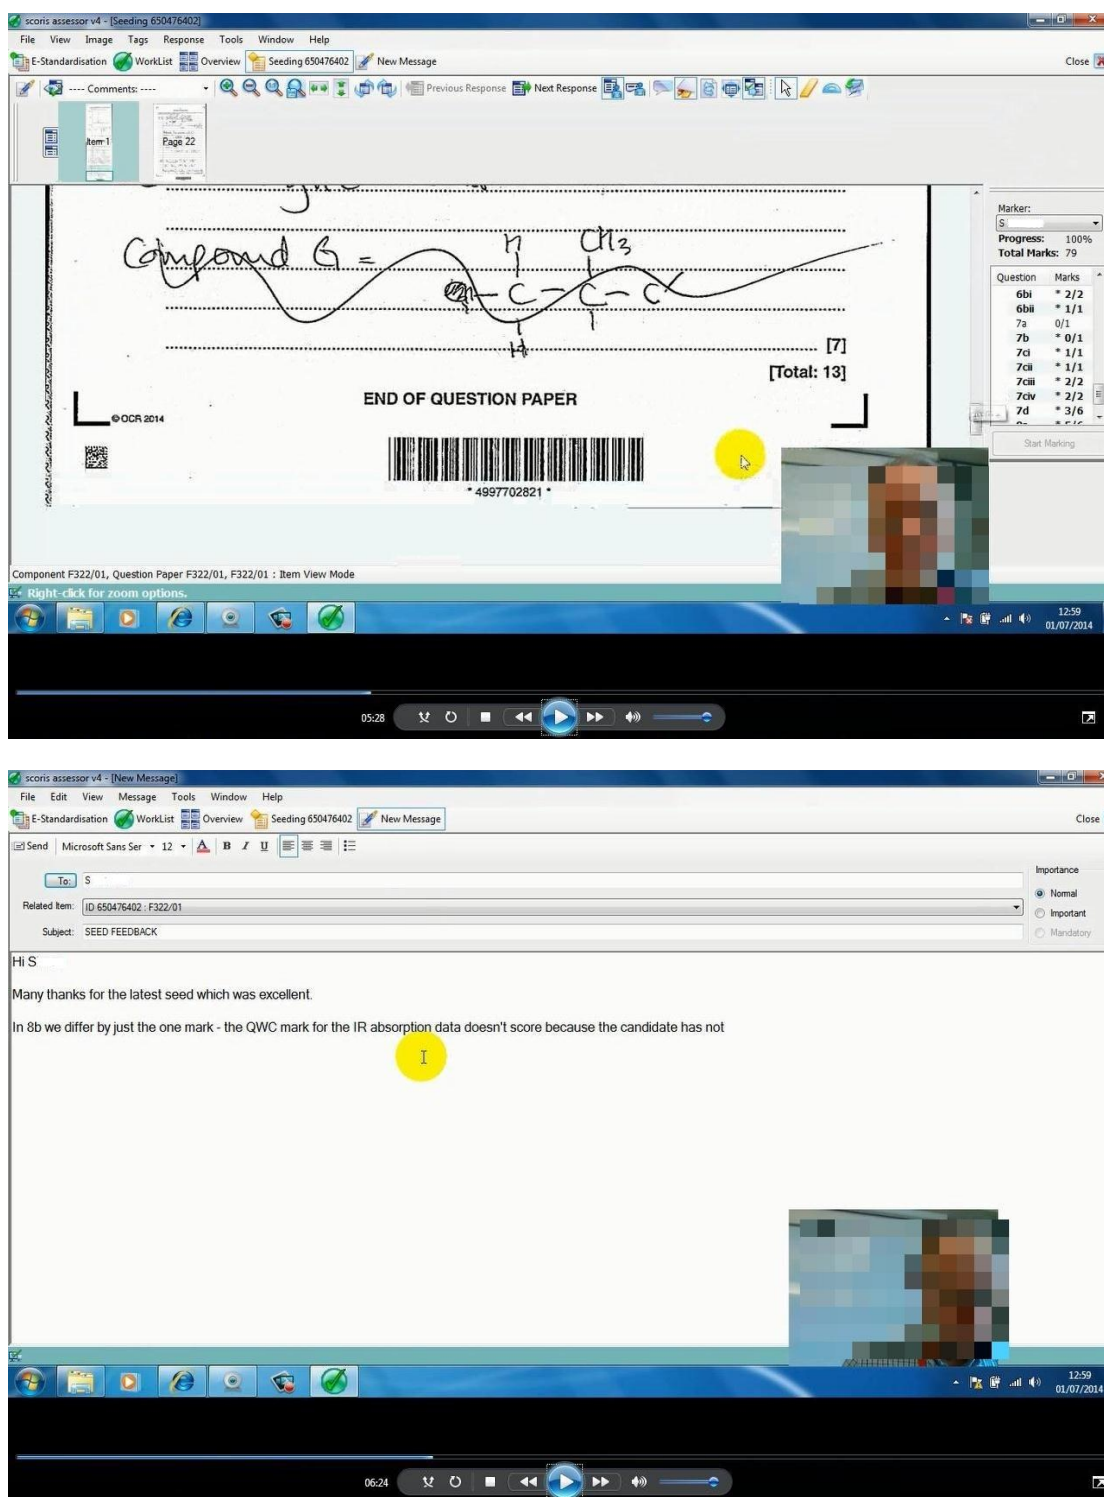 scoris assessor v4 - [Seeding 650476402]
File View Image Tags Response Tools Window Help
E-Standardisation WorkList Overview Seeding 650476402 New Message Close
---- Comments: ---- Previous Response Next Response
Item 1 Page 22
Marker:
S
Progress: 100%
Total Marks: 79
Question Marks
6bi * 2/2
6bii * 1/1
7a 0/1
7b * 0/1
7ci * 1/1
7cii * 1/1
7ciii * 2/2
7civ * 2/2
7d * 3/6
Start Marking
H CH3
Compound G =
C - C - C
H
[7]
[Total: 13]
END OF QUESTION PAPER
© OCR 2014
* 4997702821 *
Component F322/01, Question Paper F322/01, F322/01 : Item View Mode
Right-click for zoom options.
12:59
01/07/2014
05:28
scoris assessor v4 - [New Message]
File Edit View Message Tools Window Help
E-Standardisation WorkList Overview Seeding 650476402 New Message Close
Send Microsoft Sans Ser 12 A B I U
To: S
Related Item: ID 650476402 : F322/01
Subject: SEED FEEDBACK
Importance
Normal
Important
Mandatory
Hi S
Many thanks for the latest seed which was excellent.
In 8b we differ by just the one mark - the QWC mark for the IR absorption data doesn't score because the candidate has not
12:59
01/07/2014
06:24